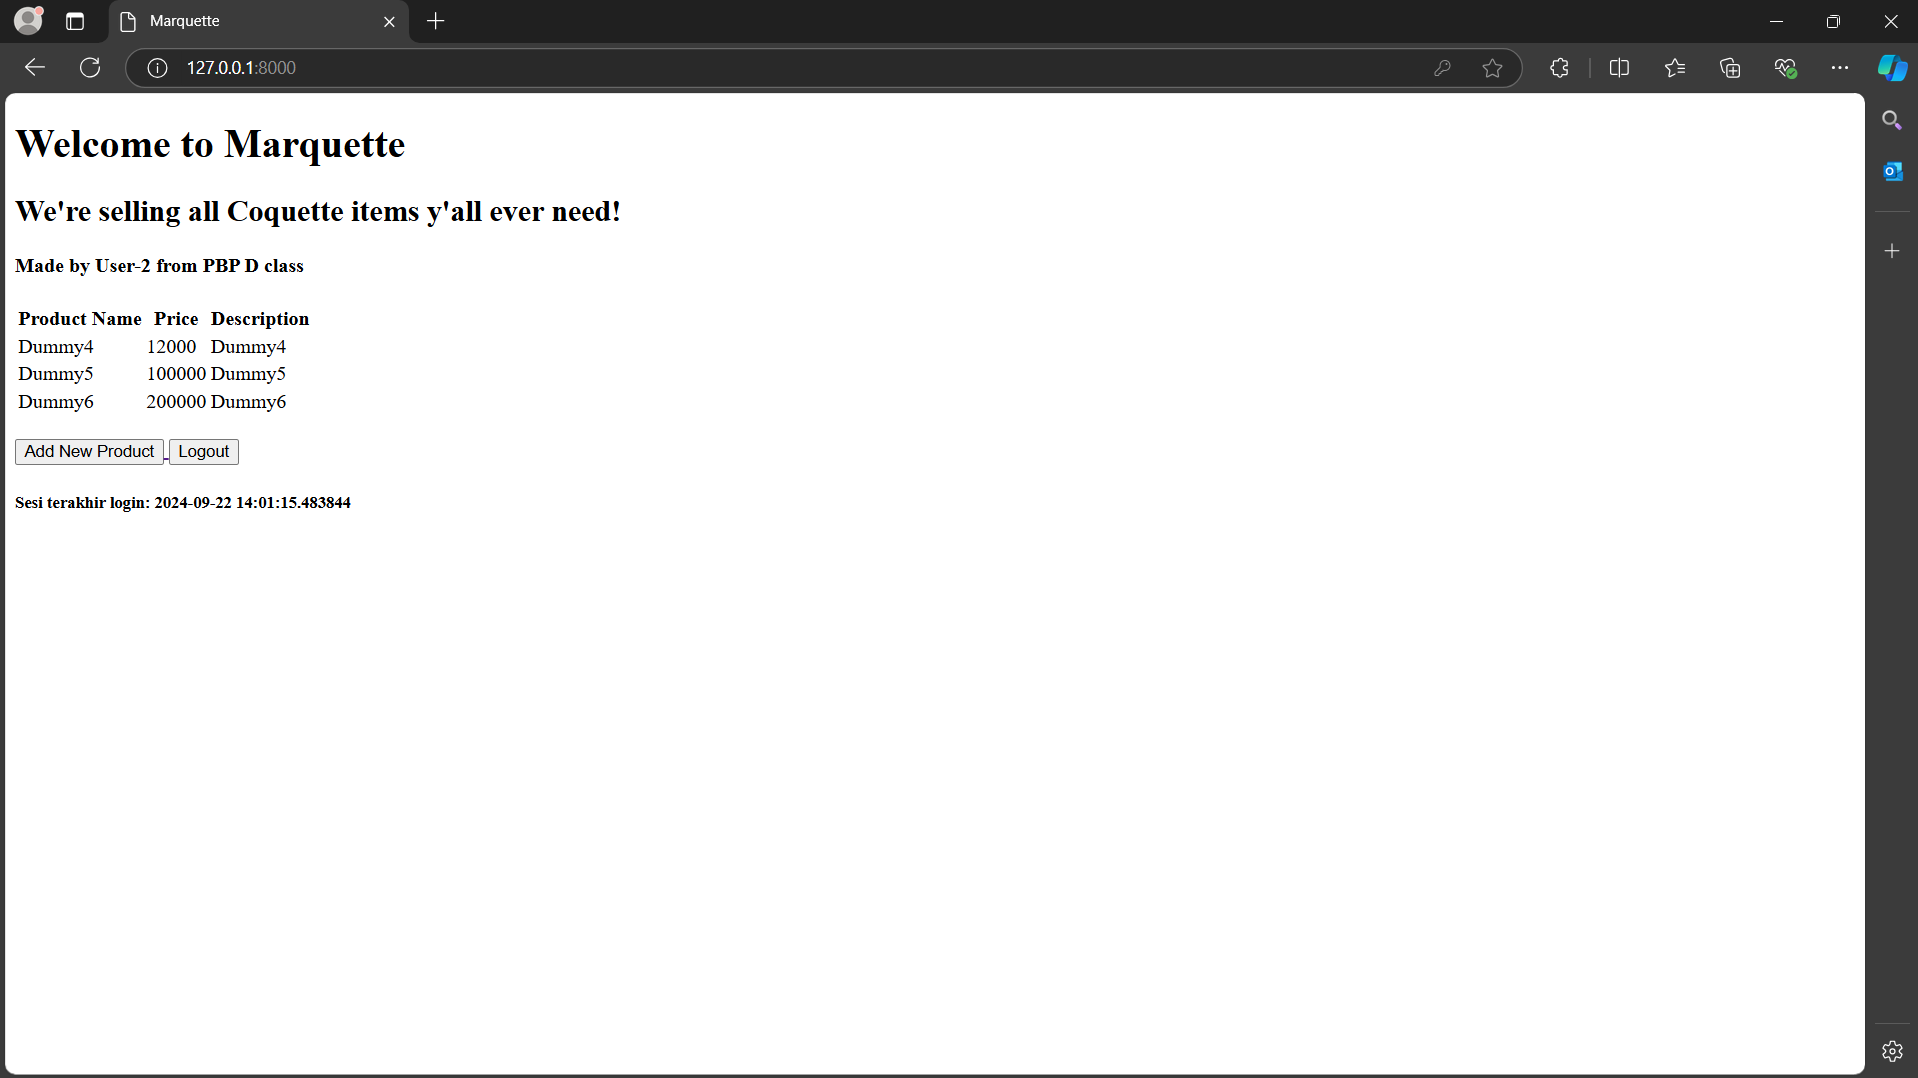 Marquette
127.0.0.1:8000
Welcome to Marquette
We're selling all Coquette items y'all ever need!
Made by User-2 from PBP D class
Product Name Price Description
Dummy4 12000 Dummy4
Dummy5 100000 Dummy5
Dummy6 200000 Dummy6
Add New Product Logout
Sesi terakhir login: 2024-09-22 14:01:15.483844